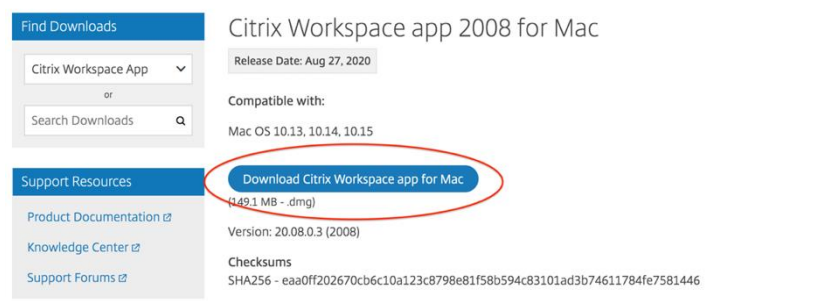 Find Downloads
Citrix Workspace App
or
Search Downloads
Support Resources
Product Documentation
Knowledge Center
Support Forums
Citrix Workspace app 2008 for Mac
Release Date: Aug 27, 2020
Compatible with:
Mac OS 10.13, 10.14, 10.15
Download Citrix Workspace app for Mac
(149.1 MB - .dmg)
Version: 20.08.0.3 (2008)
Checksums
SHA256 - eaa0ff202670cb6c10a123c8798e81f58b594c83101ad3b74611784fe7581446